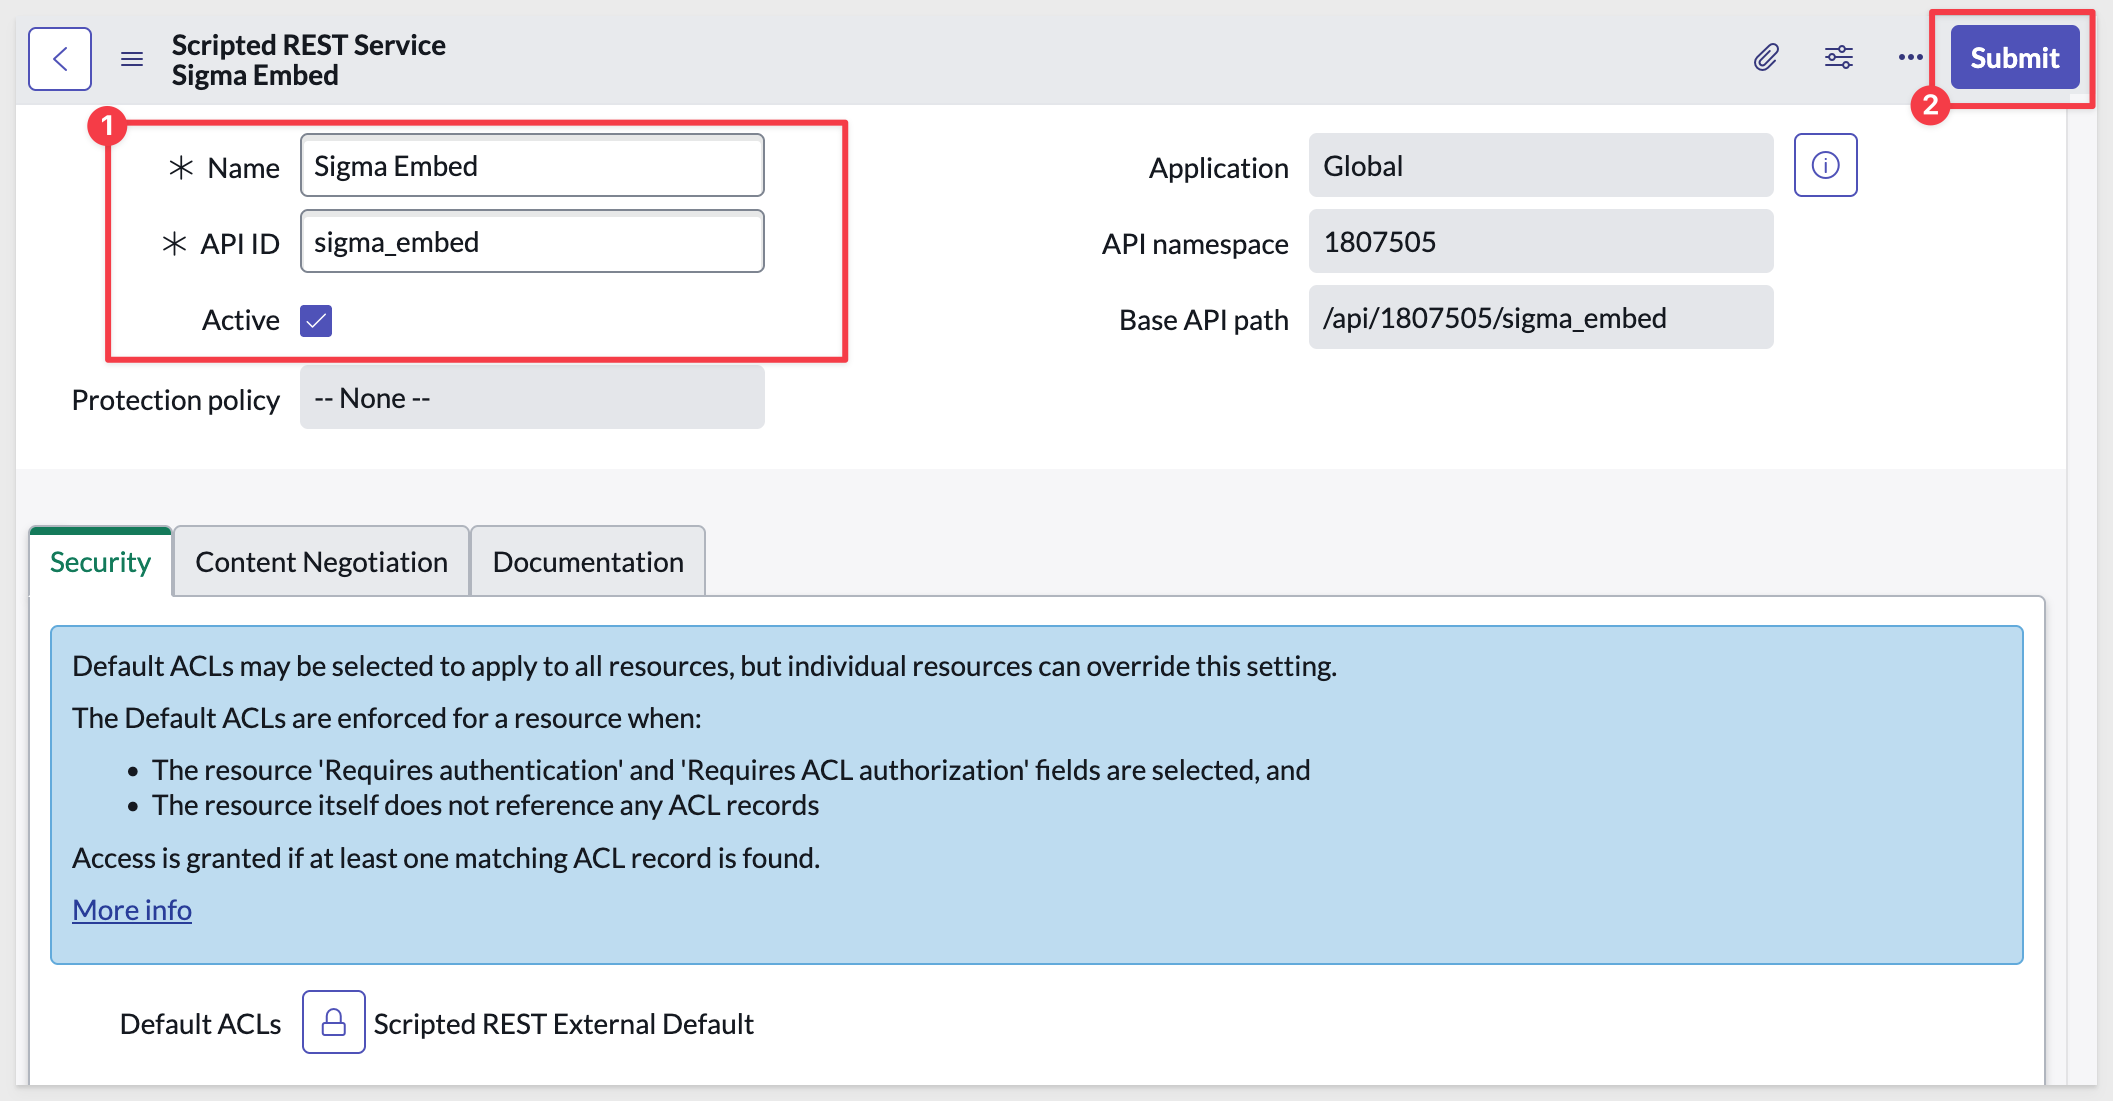 Scripted REST Service
Sigma Embed
Submit
2
1
Name
Sigma Embed
Application
Global
API ID
sigma_embed
API namespace
1807505
Active
Base API path
/api/1807505/sigma_embed
Protection policy
-- None --
Security
Content Negotiation
Documentation
Default ACLs may be selected to apply to all resources, but individual resources can override this setting.
The Default ACLs are enforced for a resource when:
• The resource 'Requires authentication' and 'Requires ACL authorization' fields are selected, and
• The resource itself does not reference any ACL records
Access is granted if at least one matching ACL record is found.
More info
Default ACLs
Scripted REST External Default